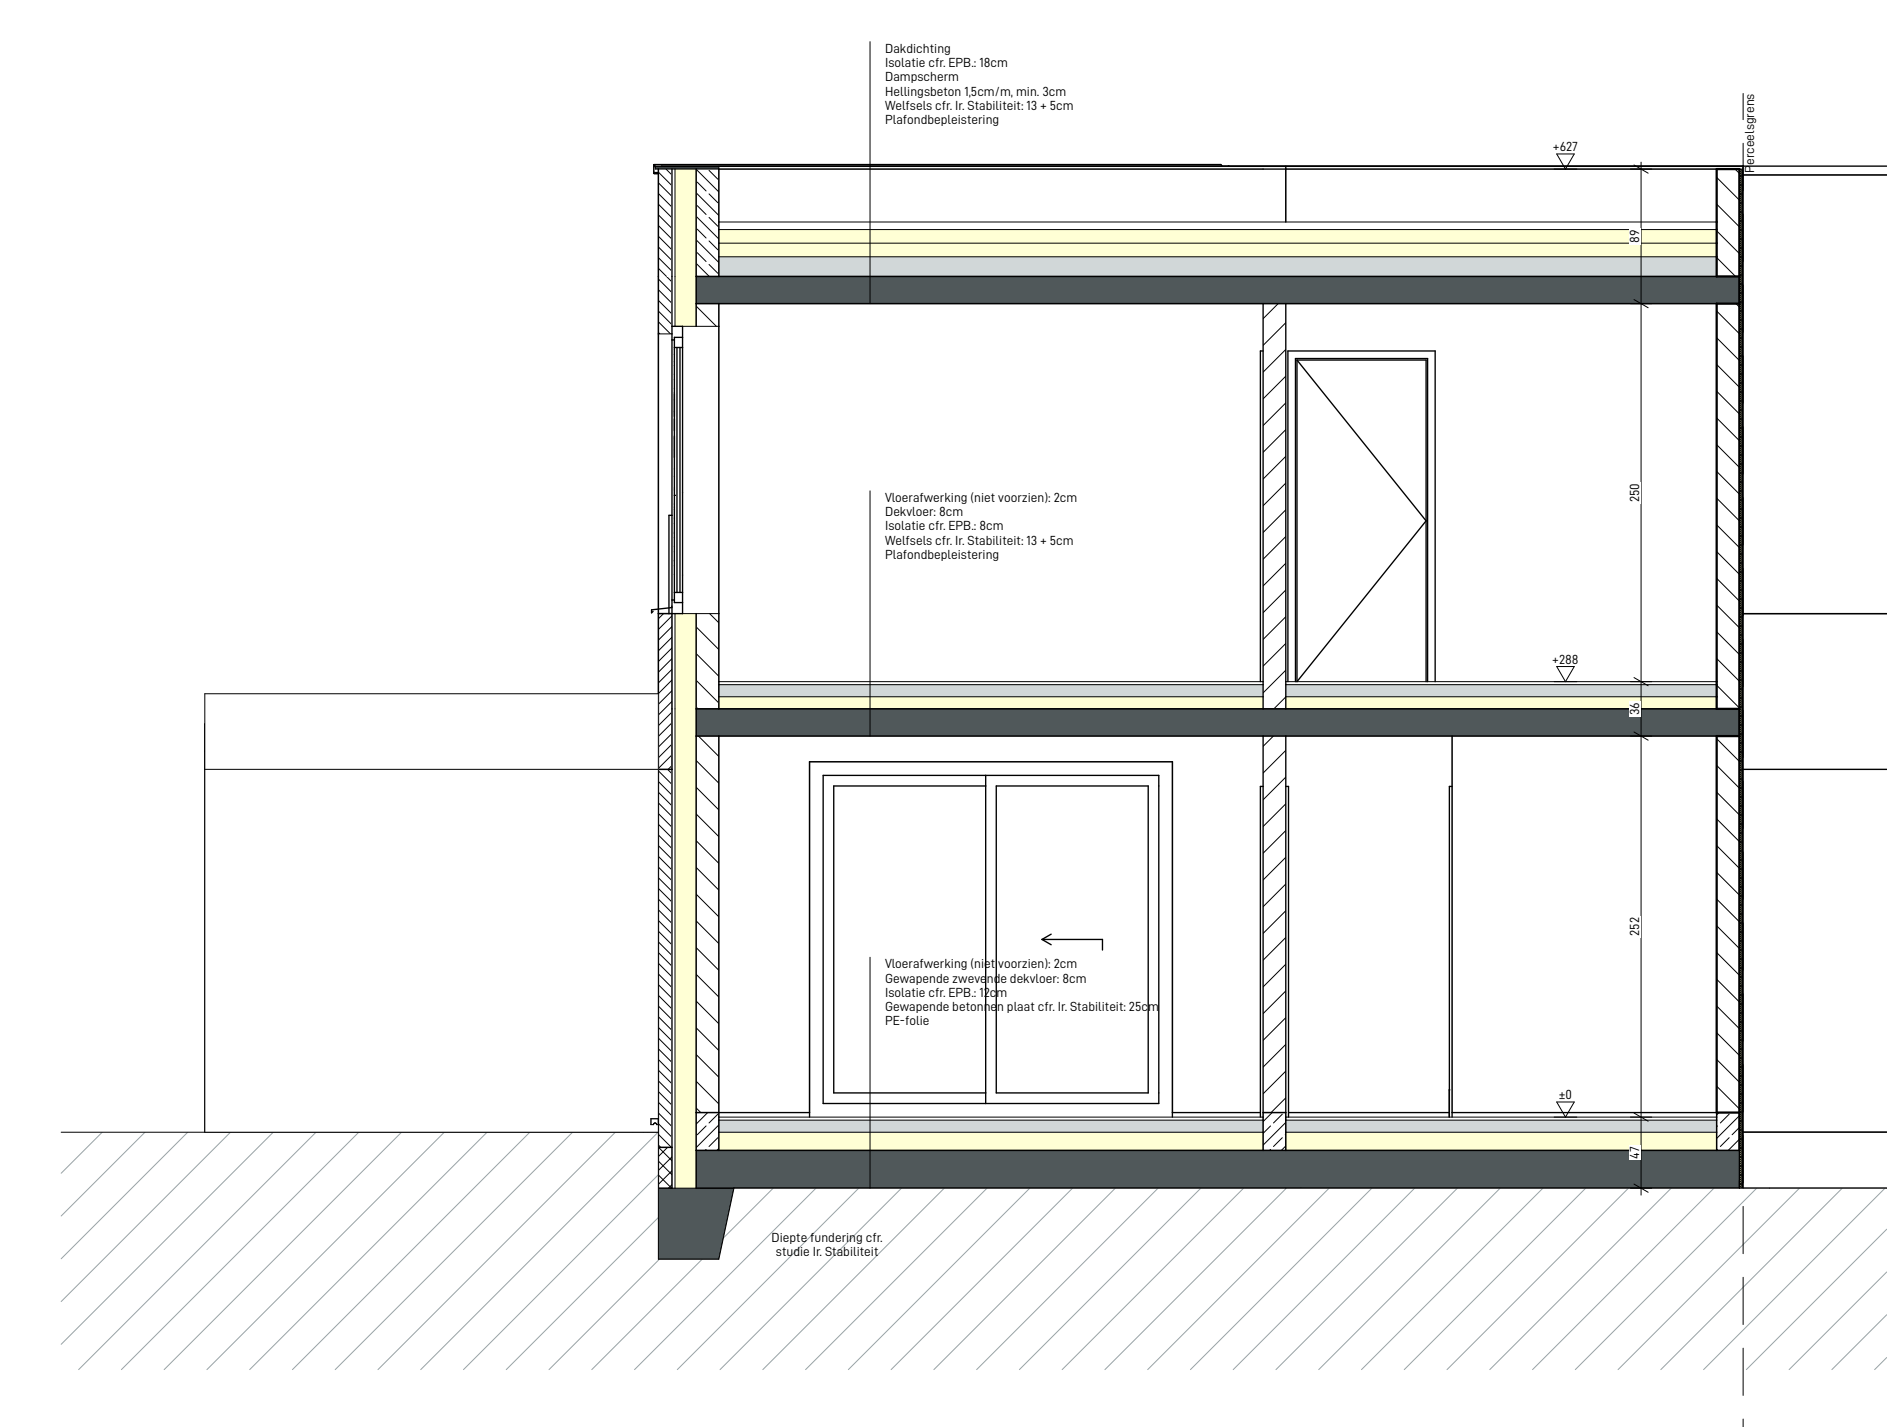 Dakdichting
Isolatie cfr. EPB.: 18cm
Dampscherm
Hellingsbeton 1,5cm/m, min. 3cm
Welfsels cfr. Ir. Stabiliteit: 13 + 5cm
Plafondbepleistering
Perceelsgrens
+627
89
250
Vloerafwerking (niet voorzien): 2cm
Dekvloer: 8cm
Isolatie cfr. EPB.: 8cm
Welfsels cfr. Ir. Stabiliteit: 13 + 5cm
Plafondbepleistering
+288
36
252
Vloerafwerking (niet voorzien): 2cm
Gewapende zwevende dekvloer: 8cm
Isolatie cfr. EPB.: 12cm
Gewapende betonnen plaat cfr. Ir. Stabiliteit: 25cm
PE-folie
±0
47
Diepte fundering cfr.
studie Ir. Stabiliteit